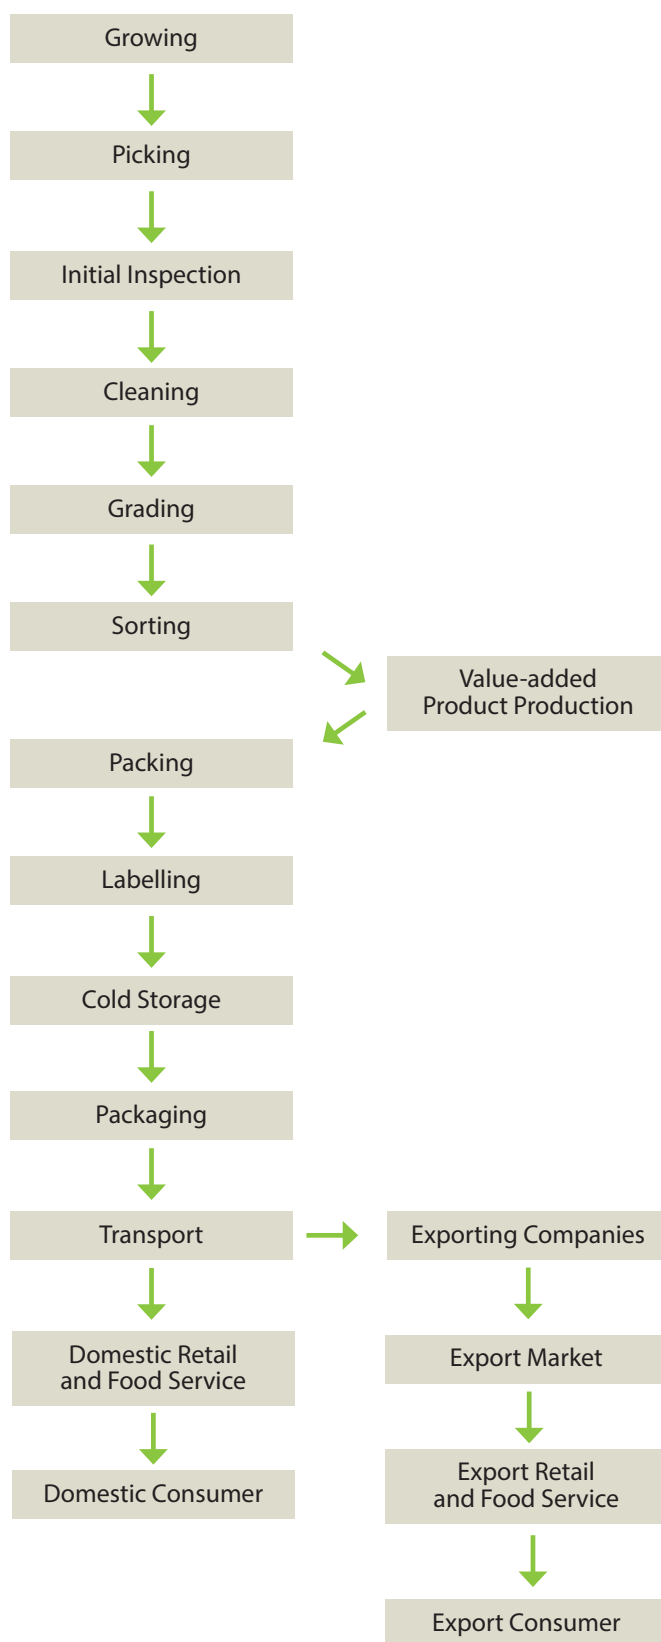 Growing
Picking
Initial Inspection
Cleaning
Grading
Sorting
Value-added
Product Production
Packing
Labelling
Cold Storage
Packaging
Transport
Exporting Companies
Domestic Retail
and Food Service
Export Market
Domestic Consumer
Export Retail
and Food Service
Export Consumer